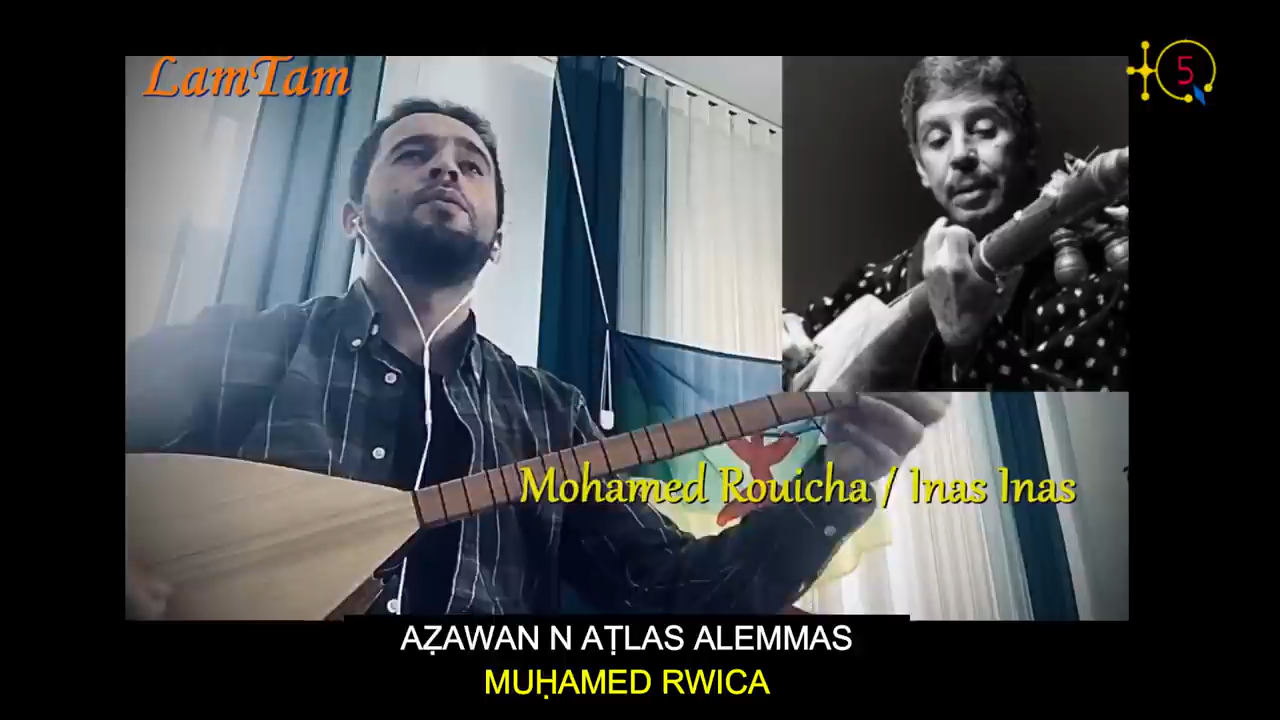 LamTam
5
Mohamed Rouicha / Inas Inas
AẒAWAN N AṬLAS ALEMMAS
MUḤAMED RWICA